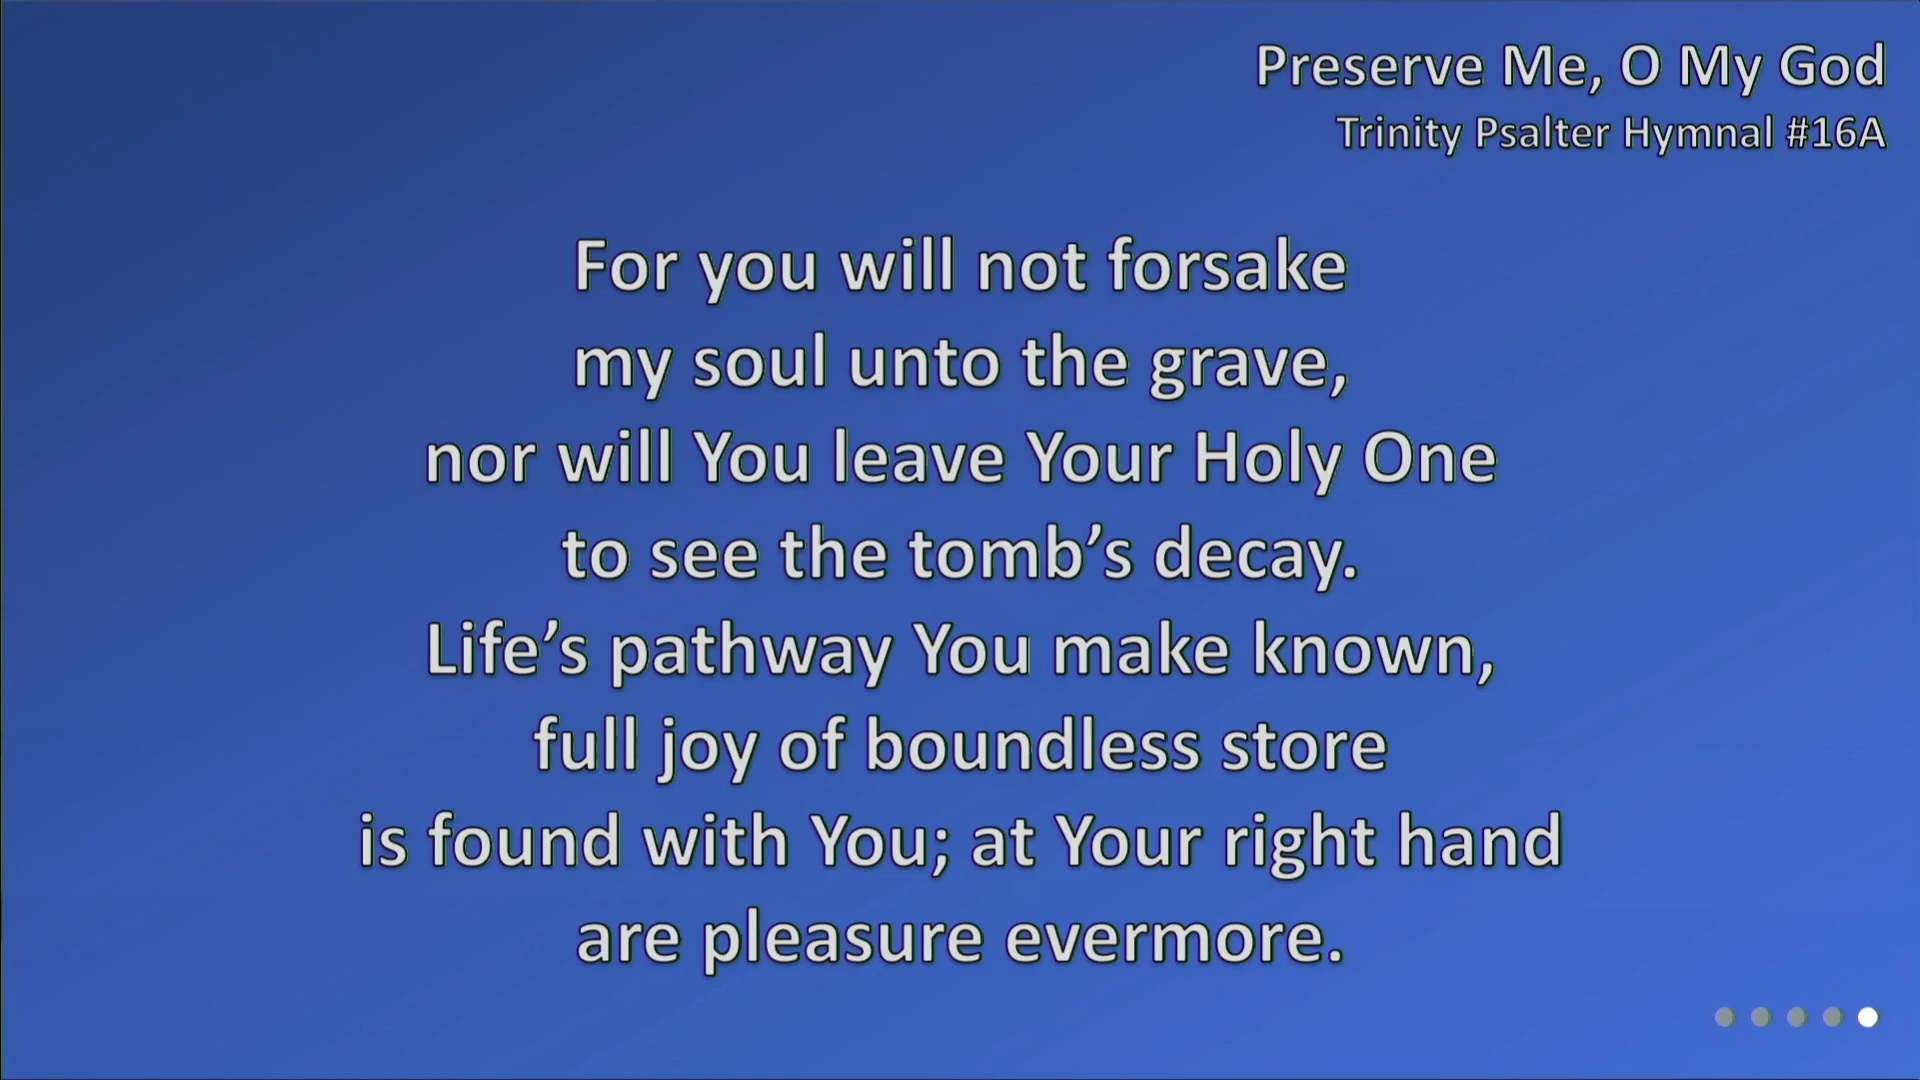 Preserve Me, O My God
Trinity Psalter Hymnal #16A
For you will not forsake
my soul unto the grave,
nor will You leave Your Holy One
to see the tomb’s decay.
Life’s pathway You make known,
full joy of boundless store
is found with You; at Your right hand
are pleasure evermore.